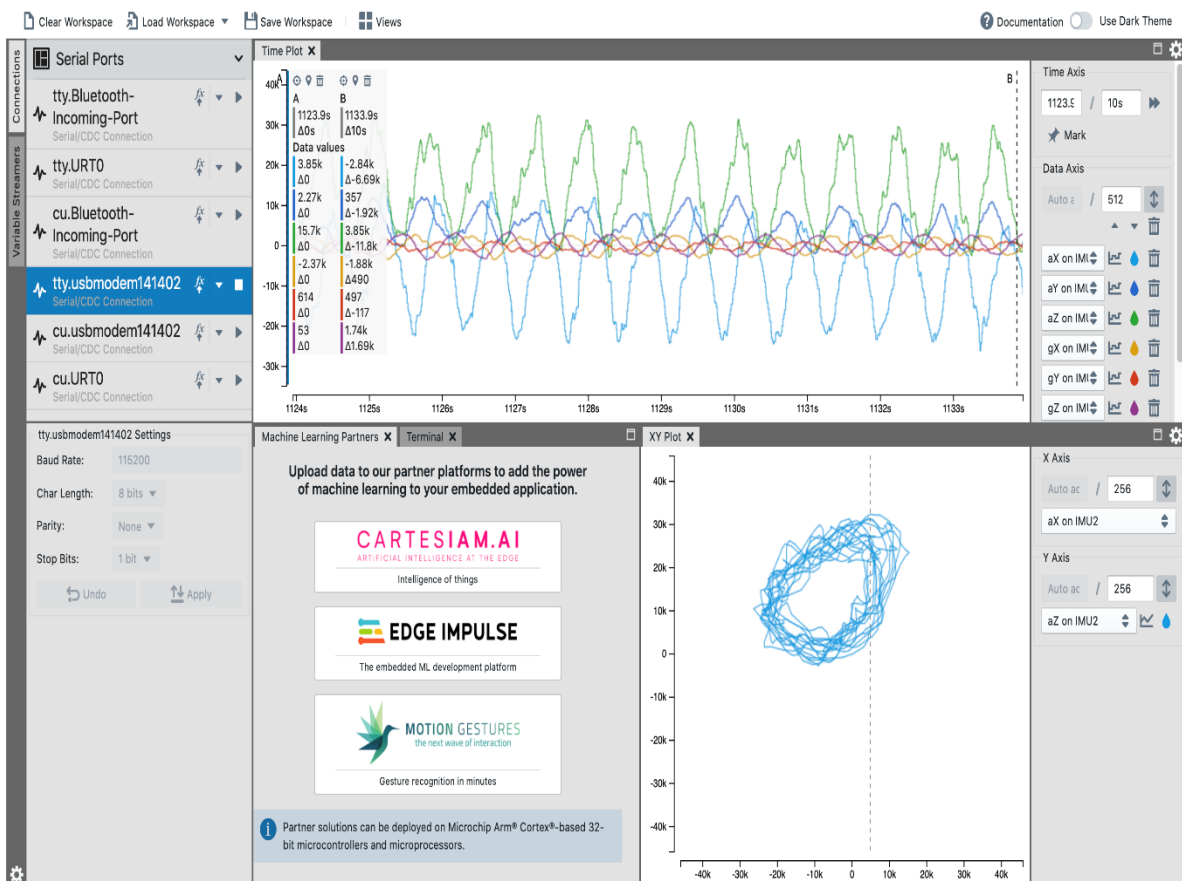 Clear Workspace Load Workspace Save Workspace Views Documentation Use Dark Theme
Connections
Variable Streamers
Serial Ports
tty.Bluetooth-
Incoming-Port
Serial/CDC Connection
tty.URT0
Serial/CDC Connection
cu.Bluetooth-
Incoming-Port
Serial/CDC Connection
tty.usbmodem141402
Serial/CDC Connection
cu.usbmodem141402
Serial/CDC Connection
cu.URT0
Serial/CDC Connection
tty.usbmodem141402 Settings
Baud Rate: 115200
Char Length: 8 bits
Parity: None
Stop Bits: 1 bit
Undo Apply
Time Plot
A B
40k
30k
20k
10k
0
-10k
-20k
-30k
A B
1123.9s 1133.9s
Δ0s Δ10s
Data values
3.85k -2.84k
Δ0 Δ-6.69k
2.27k 357
Δ0 Δ-1.92k
15.7k 3.85k
Δ0 Δ-11.8k
-2.37k -1.88k
Δ0 Δ490
614 497
Δ0 Δ-117
53 1.74k
Δ0 Δ1.69k
1124s 1125s 1126s 1127s 1128s 1129s 1130s 1131s 1132s 1133s
Time Axis
1123.9 / 10s
Mark
Data Axis
Auto / 512
aX on IMU
aY on IMU
aZ on IMU
gX on IMU
gY on IMU
gZ on IMU
Machine Learning Partners Terminal
Upload data to our partner platforms to add the power
of machine learning to your embedded application.
CARTESIAM.AI
ARTIFICIAL INTELLIGENCE AT THE EDGE
Intelligence of things
EDGE IMPULSE
The embedded ML development platform
MOTION GESTURES
the next wave of interaction
Gesture recognition in minutes
Partner solutions can be deployed on Microchip Arm® Cortex®-based 32-
bit microcontrollers and microprocessors.
XY Plot
40k
30k
20k
10k
0
-10k
-20k
-30k
-40k
-40k -30k -20k -10k 0 10k 20k 30k 40k
X Axis
Auto ac / 256
aX on IMU2
Y Axis
Auto ac / 256
aZ on IMU2